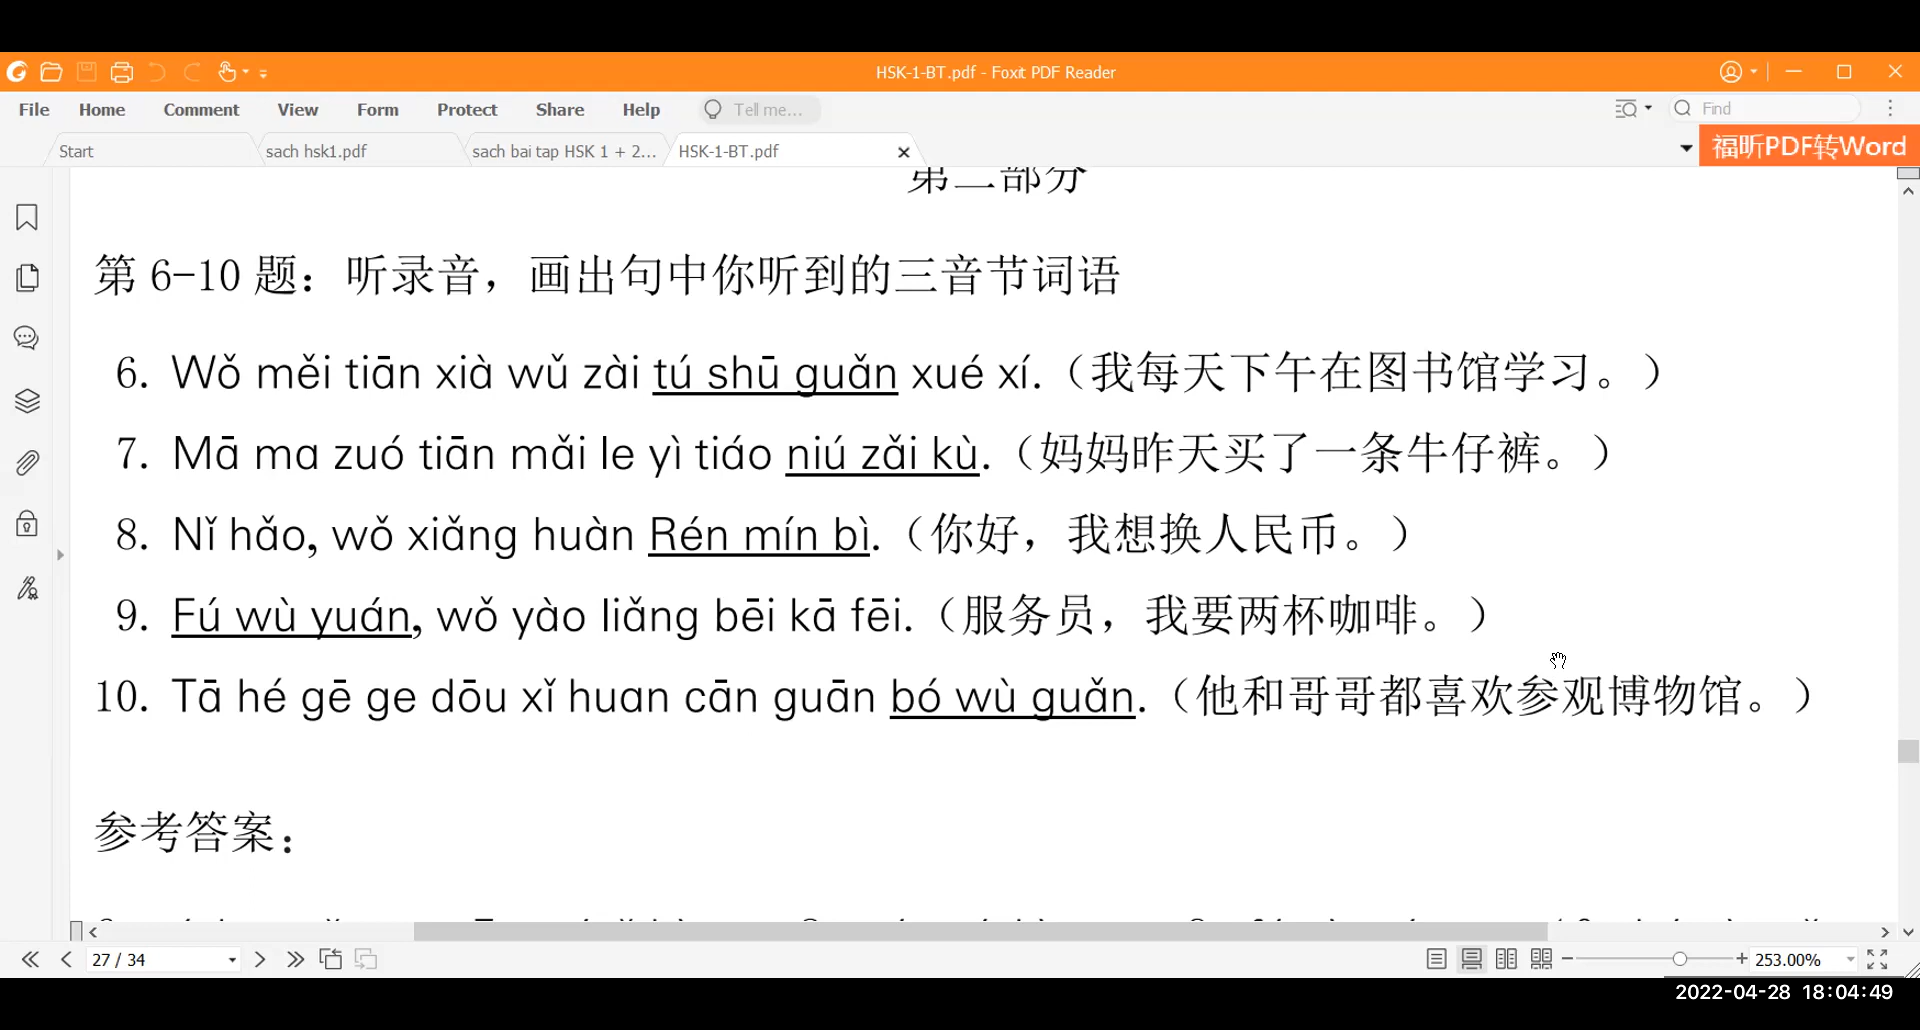 HSK-1-BT.pdf - Foxit PDF Reader
File Home Comment View Form Protect Share Help Tell me... Find
Start sach hsk1.pdf sach bai tap HSK 1 + 2... HSK-1-BT.pdf 福昕PDF转Word
第二部分
第 6-10 题：听录音，画出句中你听到的三音节词语
6. Wǒ měi tiān xià wǔ zài tú shū guǎn xué xí.（我每天下午在图书馆学习。）
7. Mā ma zuó tiān mǎi le yì tiáo niú zǎi kù.（妈妈昨天买了一条牛仔裤。）
8. Nǐ hǎo, wǒ xiǎng huàn Rén mín bì.（你好，我想换人民币。）
9. Fú wù yuán, wǒ yào liǎng bēi kā fēi.（服务员，我要两杯咖啡。）
10. Tā hé gē ge dōu xǐ huan cān guān bó wù guǎn.（他和哥哥都喜欢参观博物馆。）
参考答案：
27 / 34 253.00%
2022-04-28 18:04:49